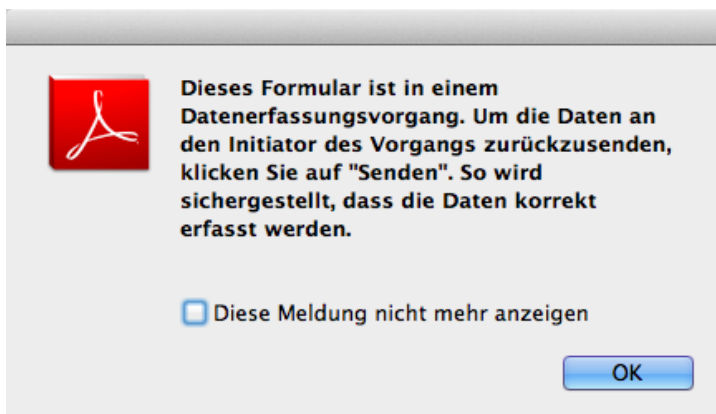 Dieses Formular ist in einem
Datenerfassungsvorgang. Um die Daten an
den Initiator des Vorgangs zurückzusenden,
klicken Sie auf "Senden". So wird
sichergestellt, dass die Daten korrekt
erfasst werden.
Diese Meldung nicht mehr anzeigen
OK